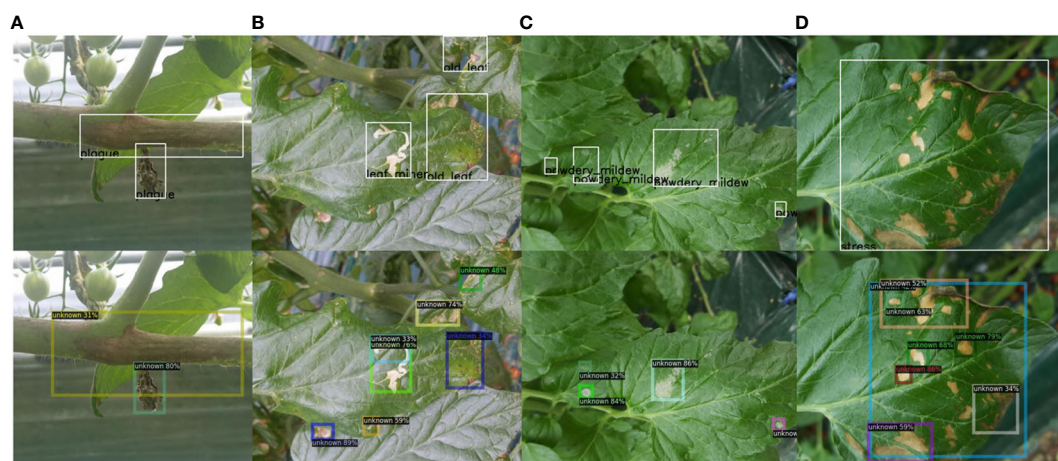 A
B
C
D
plague
plague
old_leaf
leaf_mine
old_leaf
powdery_mildew
powdery_mildew
powdery_mildew
pow
stress
unknown 31%
unknown 80%
unknown 48%
unknown 74%
unknown 33%
unknown 76%
unknown 59%
unknown 89%
unknown 32%
unknown 84%
unknown 86%
unknown
unknown 52%
unknown 63%
unknown 79%
unknown 68%
unknown 34%
unknown 59%